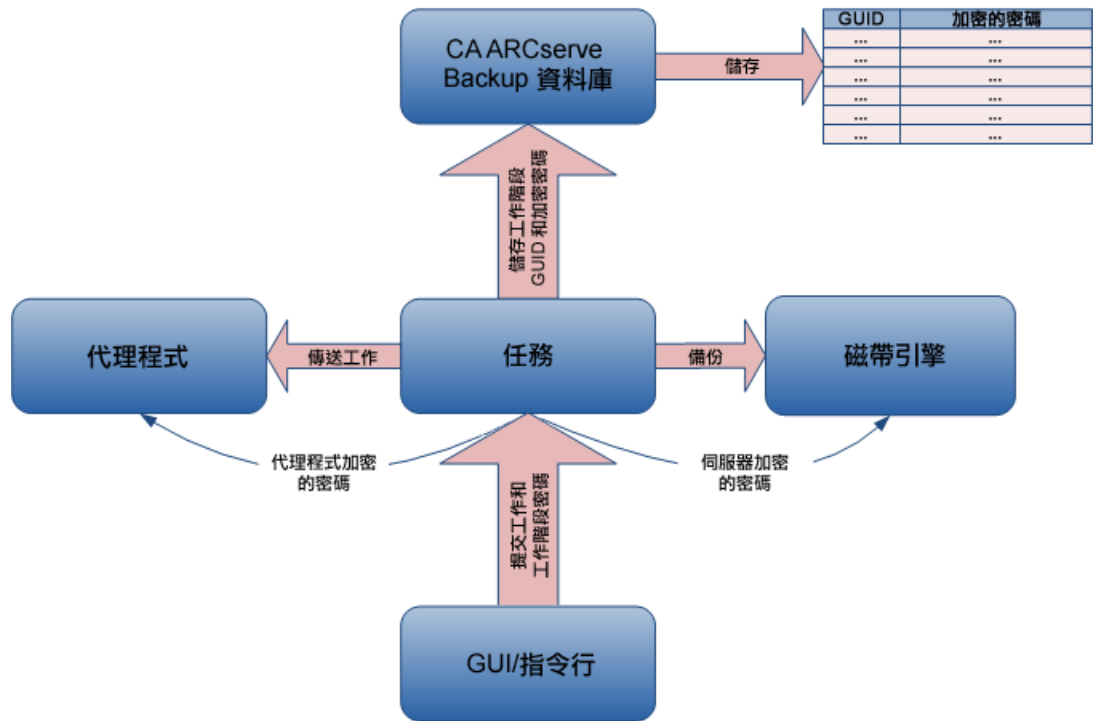 CA ARCserve
Backup 資料庫
儲存
GUID 加密的密碼
... ...
... ...
... ...
... ...
... ...
... ...
儲存工作階段
GUID 和加密密碼
代理程式
傳送工作
任務
備份
磁帶引擎
代理程式加密
的密碼
伺服器加密
的密碼
提交工作和
工作階段密碼
GUI/指令行